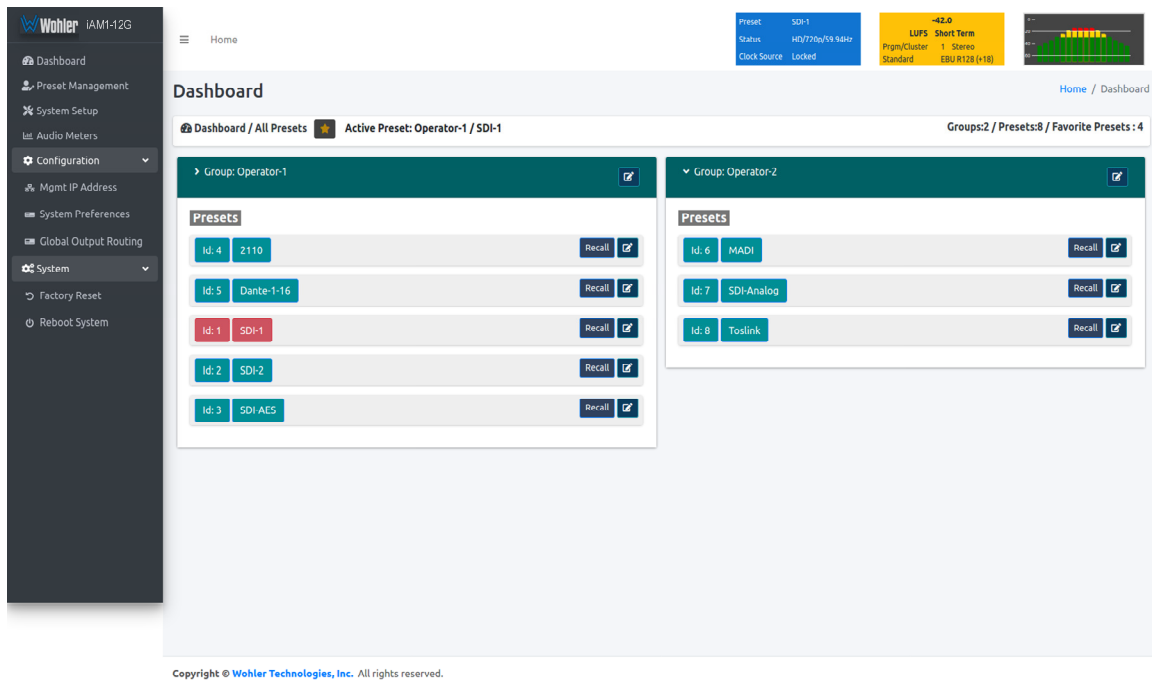 Wohler iAM1-12G
Dashboard
Preset Management
System Setup
Audio Meters
Configuration
Mgmt IP Address
System Preferences
Global Output Routing
System
Factory Reset
Reboot System
Home
Preset SDI-1
Status HD/720p/59.94Hz
Clock Source Locked
-42.0
LUFS Short Term
Prgm/Cluster 1 Stereo
Standard EBU R128 (+18)
Dashboard
Home / Dashboard
Dashboard / All Presets Active Preset: Operator-1 / SDI-1
Groups:2 / Presets:8 / Favorite Presets : 4
Group: Operator-1
Presets
Id: 4 2110 Recall
Id: 5 Dante-1-16 Recall
Id: 1 SDI-1 Recall
Id: 2 SDI-2 Recall
Id: 3 SDI-AES Recall
Group: Operator-2
Presets
Id: 6 MADI Recall
Id: 7 SDI-Analog Recall
Id: 8 Toslink Recall
Copyright © Wohler Technologies, Inc. All rights reserved.